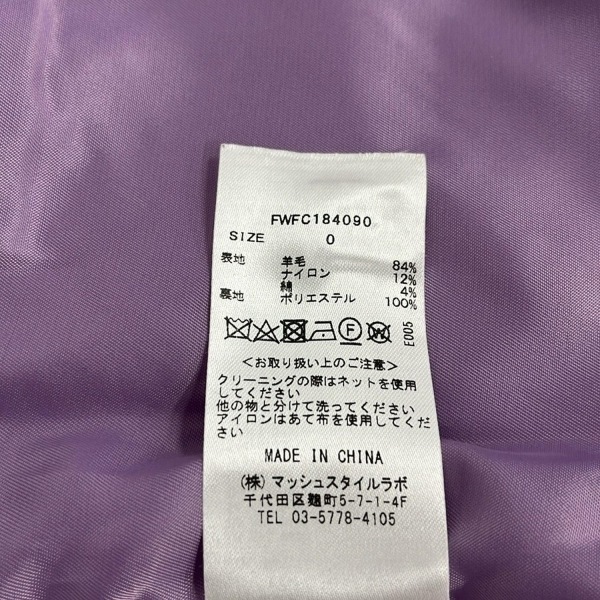 FWFC184090
SIZE 0
表地 羊毛 84%
ナイロン 12%
綿 4%
裏地 ポリエステル 100%
F W E005
<お取り扱い上のご注意>
クリーニングの際はネットを使用
してください
他の物と分けて洗ってください
アイロンはあて布を使用してくだ
さい
MADE IN CHINA
(株) マッシュスタイルラボ
千代田区麹町5-7-1-4F
TEL 03-5778-4105